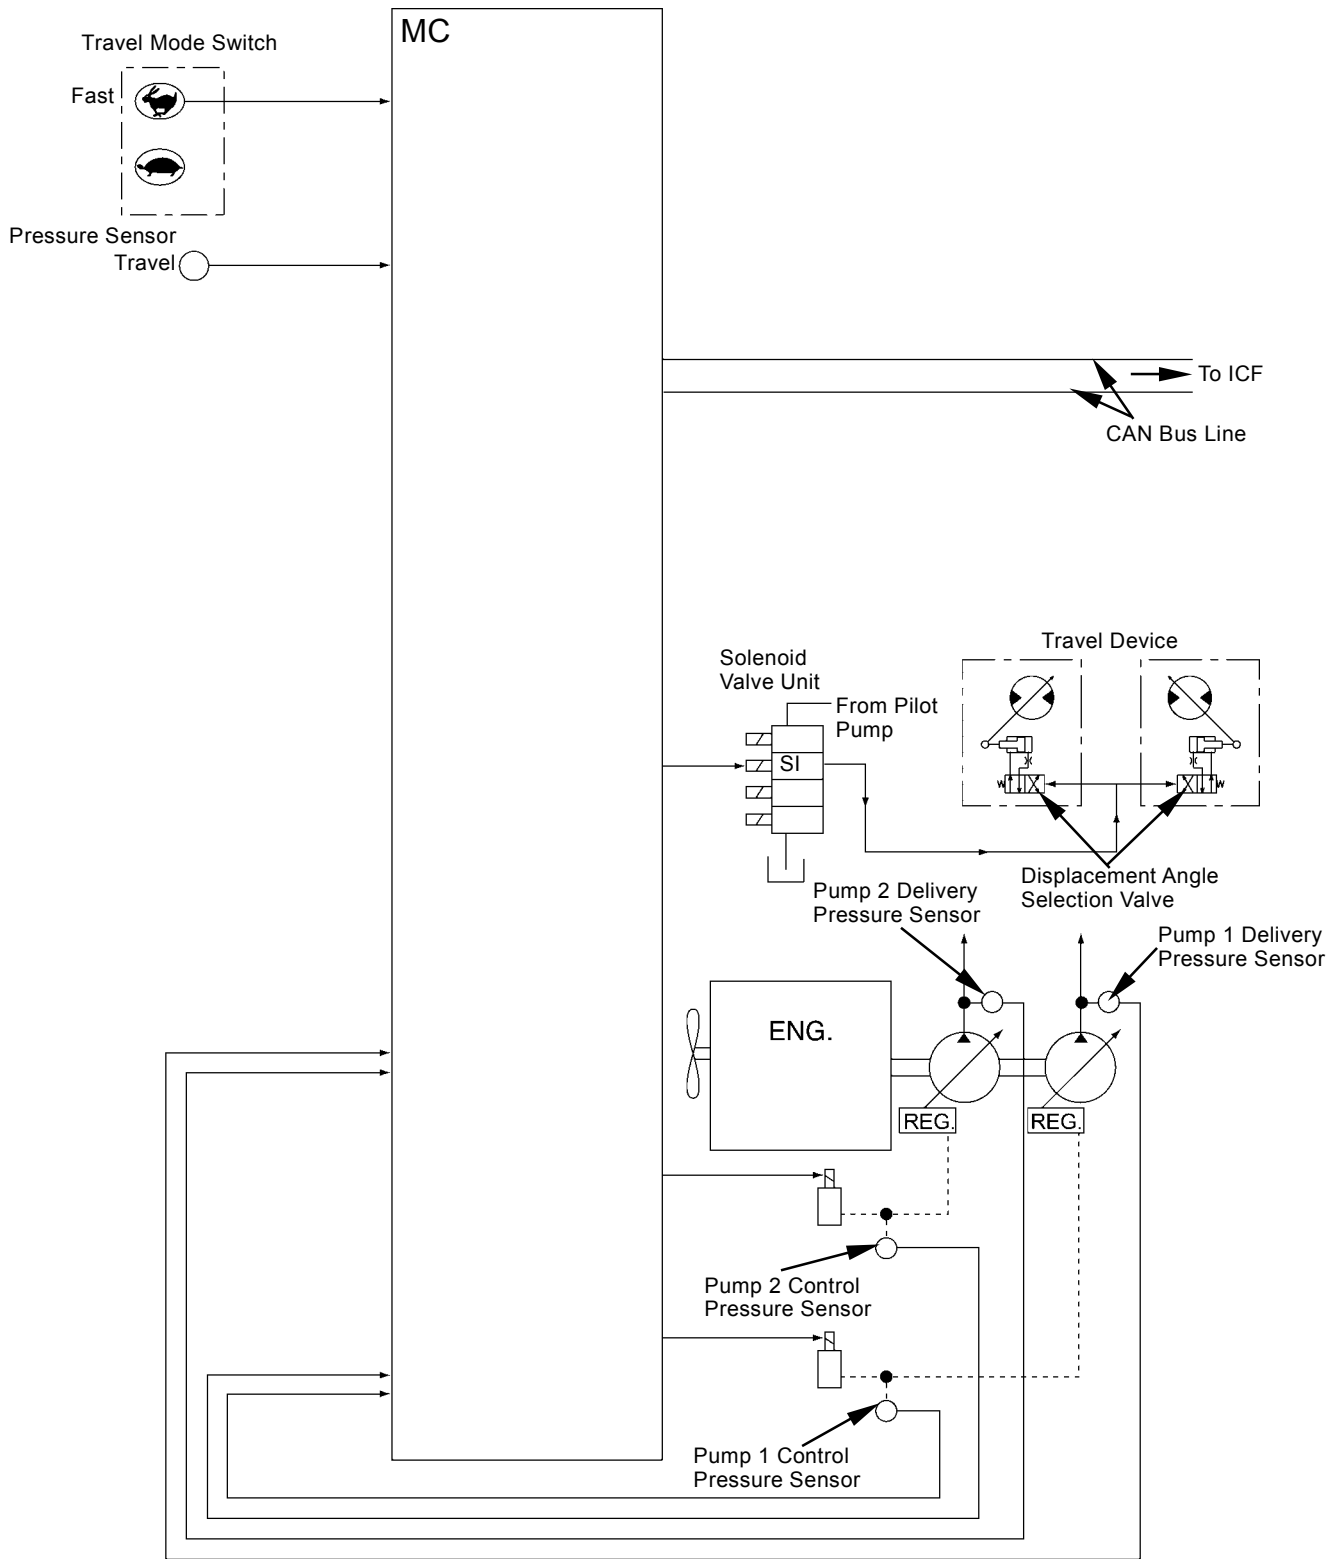 MC
Travel Mode Switch
Fast
Pressure Sensor
Travel
To ICF
CAN Bus Line
Travel Device
Solenoid
Valve Unit
From Pilot
Pump
SI
Displacement Angle
Selection Valve
Pump 2 Delivery
Pressure Sensor
Pump 1 Delivery
Pressure Sensor
ENG.
REG.
REG.
Pump 2 Control
Pressure Sensor
Pump 1 Control
Pressure Sensor